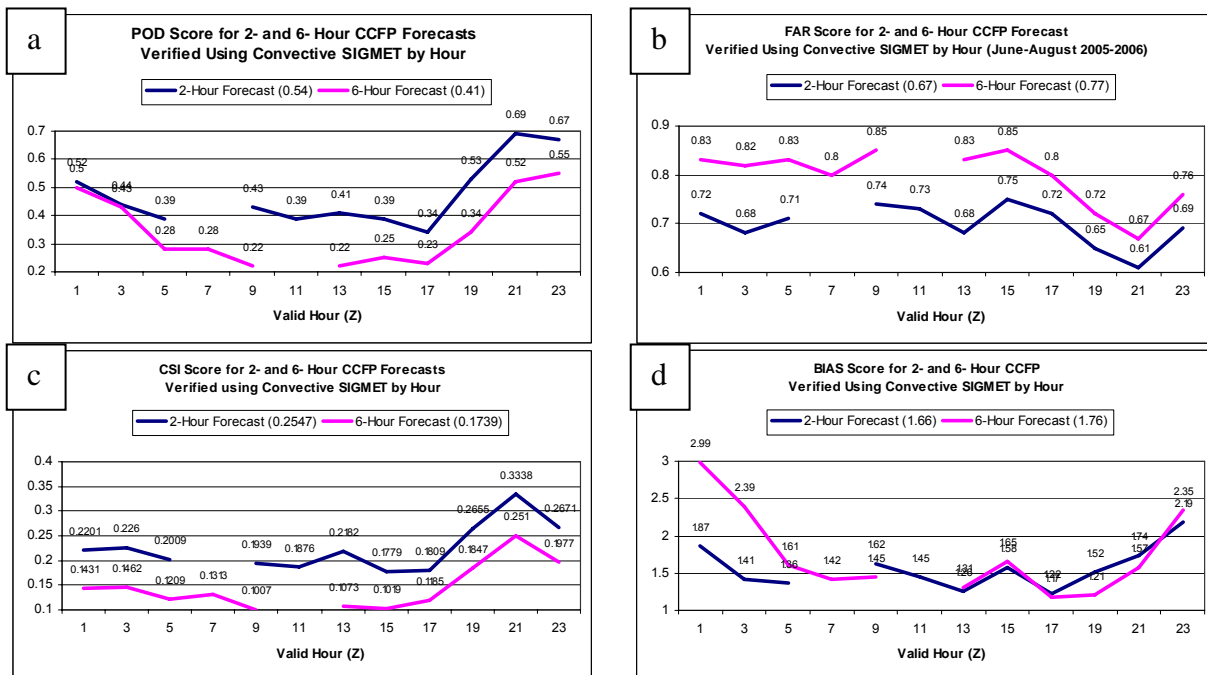 a
POD Score for 2- and 6- Hour CCFP Forecasts
Verified Using Convective SIGMET by Hour
2-Hour Forecast (0.54) 6-Hour Forecast (0.41)
0.7
0.6
0.5
0.4
0.3
0.2
0.52 0.44 0.39 0.43 0.39 0.41 0.39 0.34 0.53 0.69 0.67
0.5 0.43 0.28 0.28 0.22 0.22 0.25 0.23 0.34 0.52 0.55
1 3 5 7 9 11 13 15 17 19 21 23
Valid Hour (Z)
b
FAR Score for 2- and 6-Hour CCFP Forecast
Verified Using Convective SIGMET by Hour (June-August 2005-2006)
2-Hour Forecast (0.67) 6-Hour Forecast (0.77)
0.9
0.8
0.7
0.6
0.83 0.82 0.83 0.8 0.85 0.83 0.85 0.8 0.72 0.67 0.76
0.72 0.68 0.71 0.74 0.73 0.68 0.75 0.72 0.65 0.61 0.69
1 3 5 7 9 11 13 15 17 19 21 23
Valid Hour (Z)
c
CSI Score for 2- and 6-Hour CCFP Forecasts
Verified using Convective SIGMET by Hour
2-Hour Forecast (0.2547) 6-Hour Forecast (0.1739)
0.4
0.35
0.3
0.25
0.2
0.15
0.1
0.2201 0.226 0.2009 0.1939 0.1876 0.2182 0.1779 0.1809 0.2655 0.3338 0.2671
0.1431 0.1462 0.1209 0.1313 0.1007 0.1073 0.1019 0.1185 0.1847 0.251 0.1977
1 3 5 7 9 11 13 15 17 19 21 23
Valid Hour (Z)
d
BIAS Score for 2- and 6-Hour CCFP
Verified Using Convective SIGMET by Hour
2-Hour Forecast (1.66) 6-Hour Forecast (1.76)
3
2.5
2
1.5
1
2.99 2.39 1.61 1.42 1.45 1.31 1.65 1.17 1.21 1.57 2.35
1.87 1.41 1.36 1.62 1.45 1.26 1.58 1.22 1.52 1.74 2.19
1 3 5 7 9 11 13 15 17 19 21 23
Valid Hour (Z)